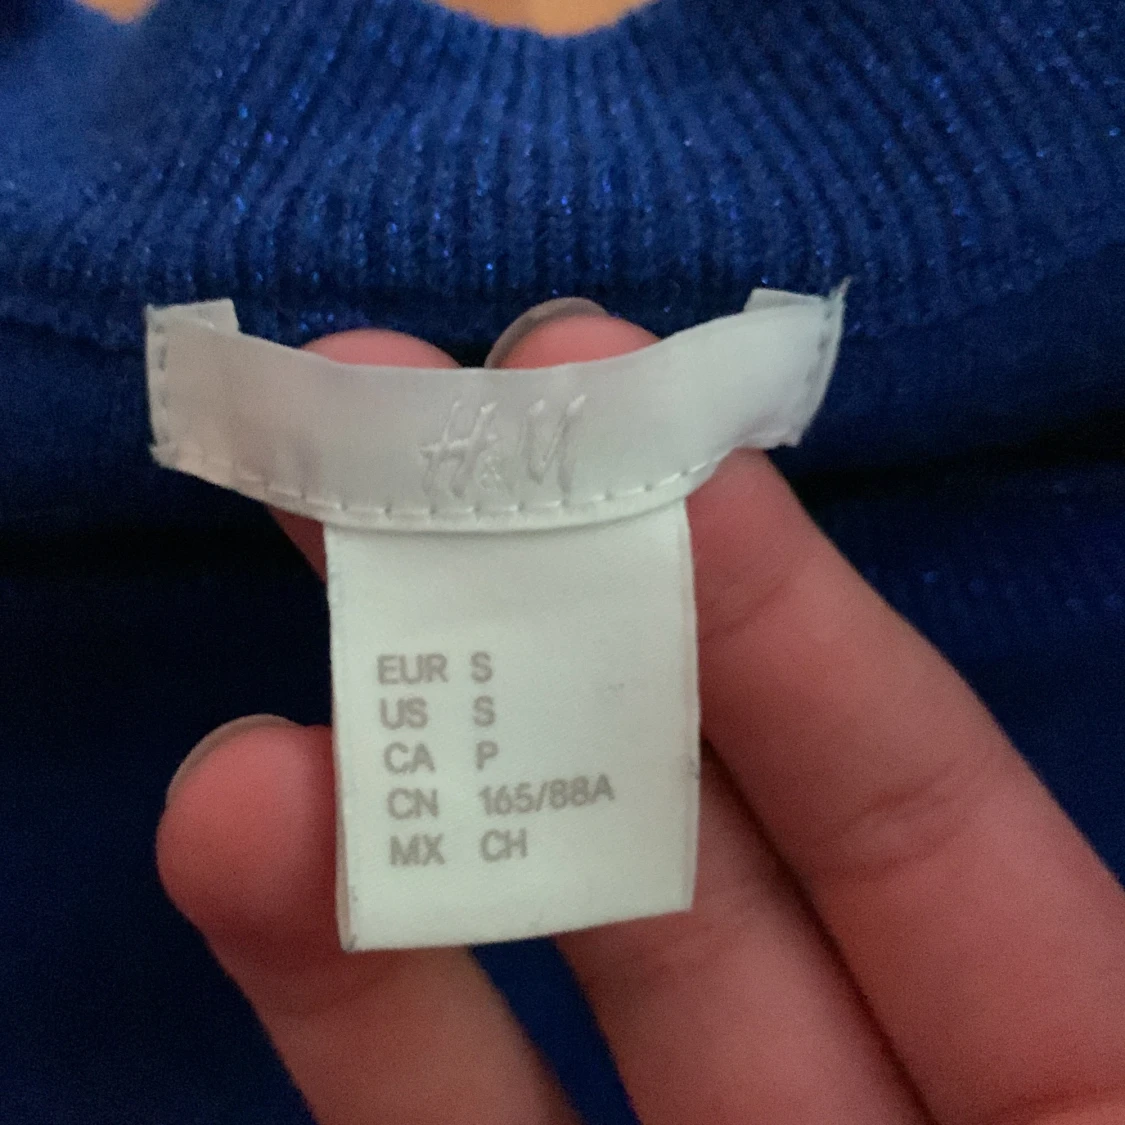 H&M
EUR S
US S
CA P
CN 165/88A
MX CH